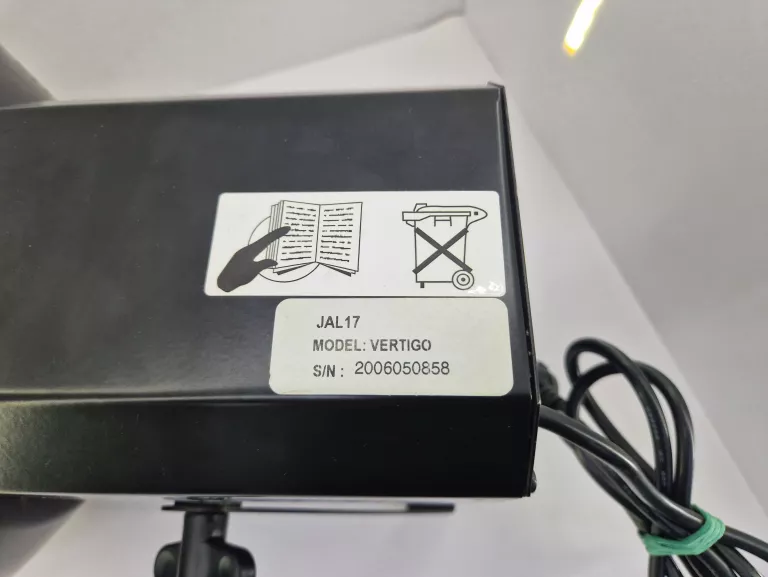 JAL17
MODEL: VERTIGO
S/N : 2006050858